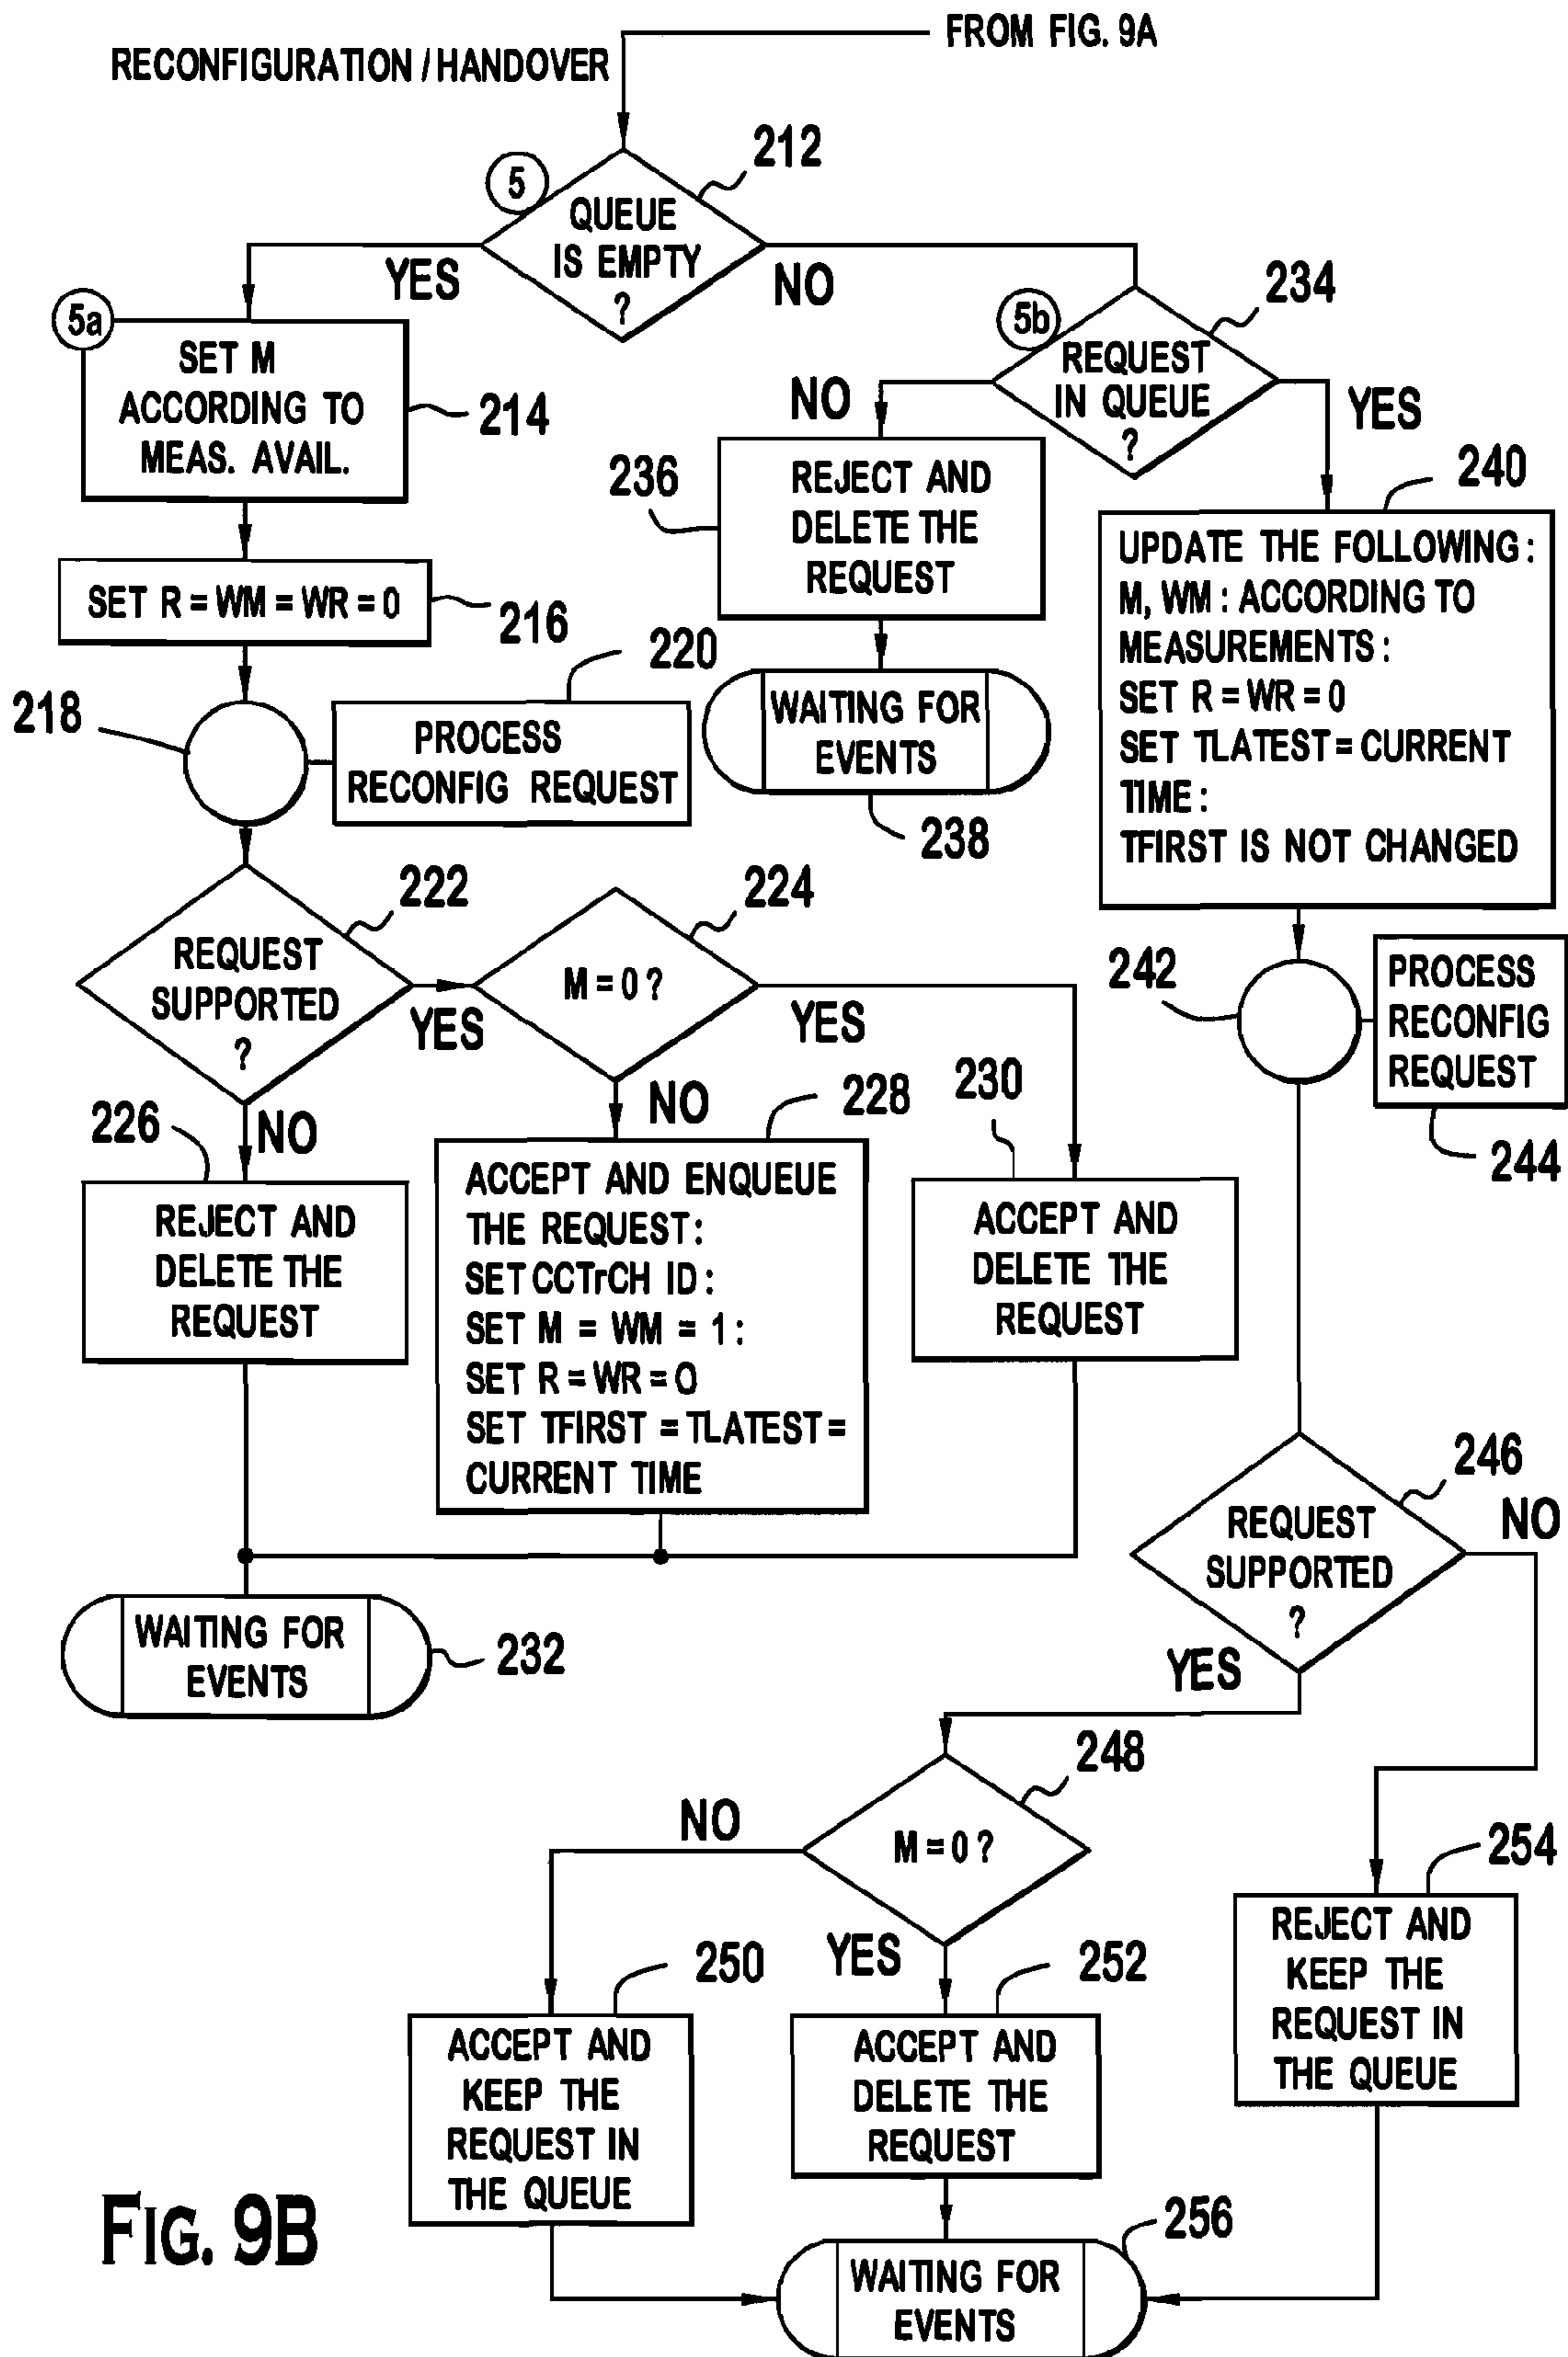 FROM FIG. 9A
RECONFIGURATION / HANDOVER
212
5
QUEUE
IS EMPTY
?
YES
NO
234
5a
5b
SET M
ACCORDING TO
MEAS. AVAIL.
214
REQUEST
IN QUEUE
?
NO
YES
236
REJECT AND
DELETE THE
REQUEST
240
UPDATE THE FOLLOWING :
M, WM : ACCORDING TO
MEASUREMENTS :
SET R = WR = 0
SET TLATEST = CURRENT
TIME :
TFIRST IS NOT CHANGED
SET R = WM = WR = 0
216
220
218
PROCESS
RECONFIG REQUEST
WAITING FOR
EVENTS
238
222
224
REQUEST
SUPPORTED
?
YES
M = 0 ?
YES
242
PROCESS
RECONFIG
REQUEST
244
226
NO
NO
228
230
REJECT AND
DELETE THE
REQUEST
ACCEPT AND ENQUEUE
THE REQUEST :
SET CCTrCH ID :
SET M = WM = 1 :
SET R = WR = 0
SET TFIRST = TLATEST =
CURRENT TIME
ACCEPT AND
DELETE THE
REQUEST
246
REQUEST
SUPPORTED
?
NO
YES
WAITING FOR
EVENTS
232
248
M = 0 ?
NO
YES
254
REJECT AND
KEEP THE
REQUEST IN
THE QUEUE
250
252
ACCEPT AND
KEEP THE
REQUEST IN
THE QUEUE
ACCEPT AND
DELETE THE
REQUEST
256
WAITING FOR
EVENTS
FIG. 9B